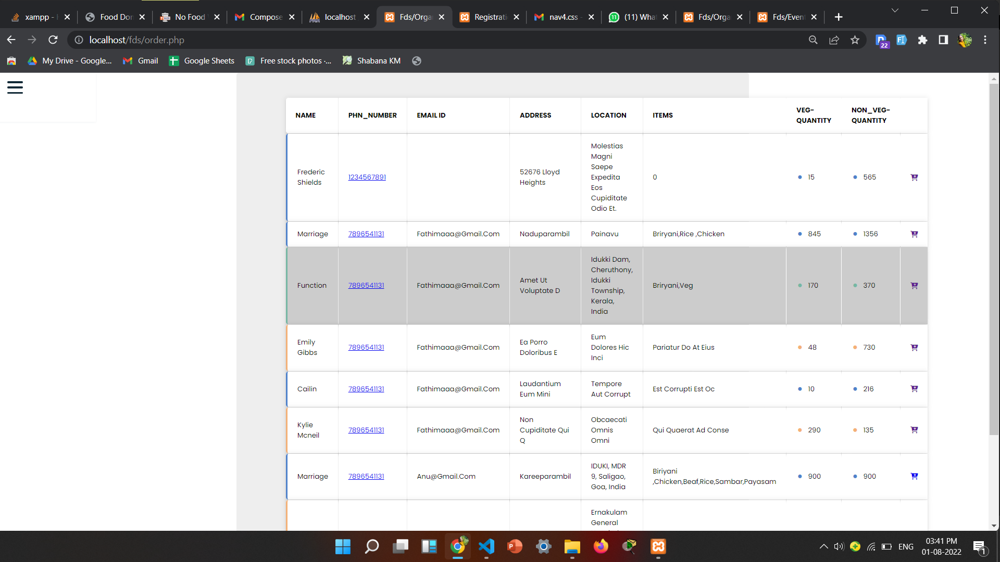 xampp -
Food Don
No Food
Compose
localhost
Fds/Orga
Registrati
nav4.css -
(11) What
Fds/Orga
Fds/Event
localhost/fds/order.php
22
My Drive - Google...
Gmail
Google Sheets
Free stock photos ·...
Shabana KM
NAME PHN_NUMBER EMAIL ID ADDRESS LOCATION ITEMS VEG-QUANTITY NON_VEG-QUANTITY
Frederic Shields 1234567891 52676 Lloyd Heights Molestias Magni Saepe Expedita Eos Cupiditate Odio Et. 0 15 565
Marriage 7896541131 Fathimaaa@Gmail.Com Naduparambil Painavu Briryani,Rice ,Chicken 845 1356
Function 7896541131 Fathimaaa@Gmail.Com Amet Ut Voluptate D Idukki Dam, Cheruthony, Idukki Township, Kerala, India Briryani,Veg 170 370
Emily Gibbs 7896541131 Fathimaaa@Gmail.Com Ea Porro Doloribus E Eum Dolores Hic Inci Pariatur Do At Eius 48 730
Cailin 7896541131 Fathimaaa@Gmail.Com Laudantium Eum Mini Tempore Aut Corrupt Est Corrupti Est Oc 10 216
Kylie Mcneil 7896541131 Fathimaaa@Gmail.Com Non Cupiditate Qui Q Obcaecati Omnis Omni Qui Quaerat Ad Conse 290 135
Marriage 7896541131 Anu@Gmail.Com Kareeparambil IDUKI, MDR 9, Saligao, Goa, India Biriyani ,Chicken,Beaf,Rice,Sambar,Payasam 900 900
Ernakulam General
ENG
03:41 PM
01-08-2022
1